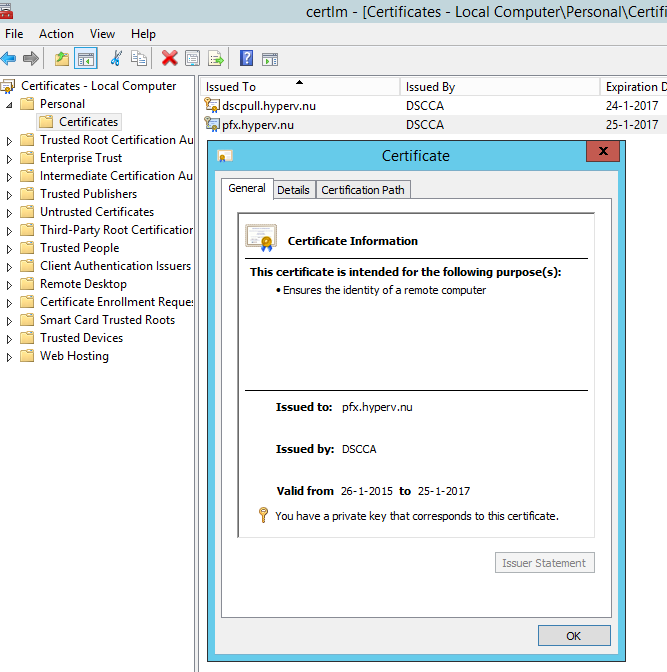 certlm - [Certificates - Local Computer\Personal\Certifi
File Action View Help
Certificates - Local Computer
Personal
Certificates
Trusted Root Certification Au
Enterprise Trust
Intermediate Certification Au
Trusted Publishers
Untrusted Certificates
Third-Party Root Certification
Trusted People
Client Authentication Issuers
Remote Desktop
Certificate Enrollment Reque
Smart Card Trusted Roots
Trusted Devices
Web Hosting
Issued To Issued By Expiration D
dscpull.hyperv.nu DSCCA 24-1-2017
pfx.hyperv.nu DSCCA 25-1-2017
Certificate
General Details Certification Path
Certificate Information
This certificate is intended for the following purpose(s):
• Ensures the identity of a remote computer
Issued to: pfx.hyperv.nu
Issued by: DSCCA
Valid from 26-1-2015 to 25-1-2017
You have a private key that corresponds to this certificate.
Issuer Statement
OK